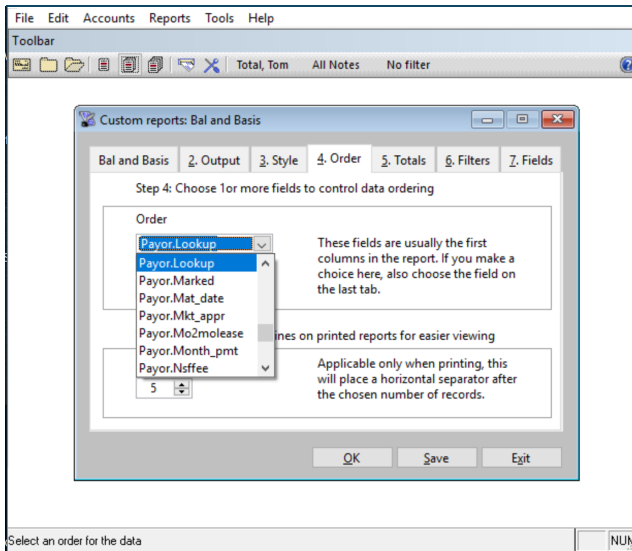 File Edit Accounts Reports Tools Help
Toolbar
Total, Tom All Notes No filter
Custom reports: Bal and Basis
Bal and Basis 2. Output 3. Style 4. Order 5. Totals 6. Filters 7. Fields
Step 4: Choose 1or more fields to control data ordering
Order
Payor.Lookup
These fields are usually the first
columns in the report. If you make a
choice here, also choose the field on
the last tab.
Payor.Lookup
Payor.Marked
Payor.Mat_date
Payor.Mkt_appr
Payor.Mo2molease
Payor.Month_pmt
Payor.Nsffee
ines on printed reports for easier viewing
5
Applicable only when printing, this
will place a horizontal separator after
the chosen number of records.
OK Save Exit
Select an order for the data
NUM